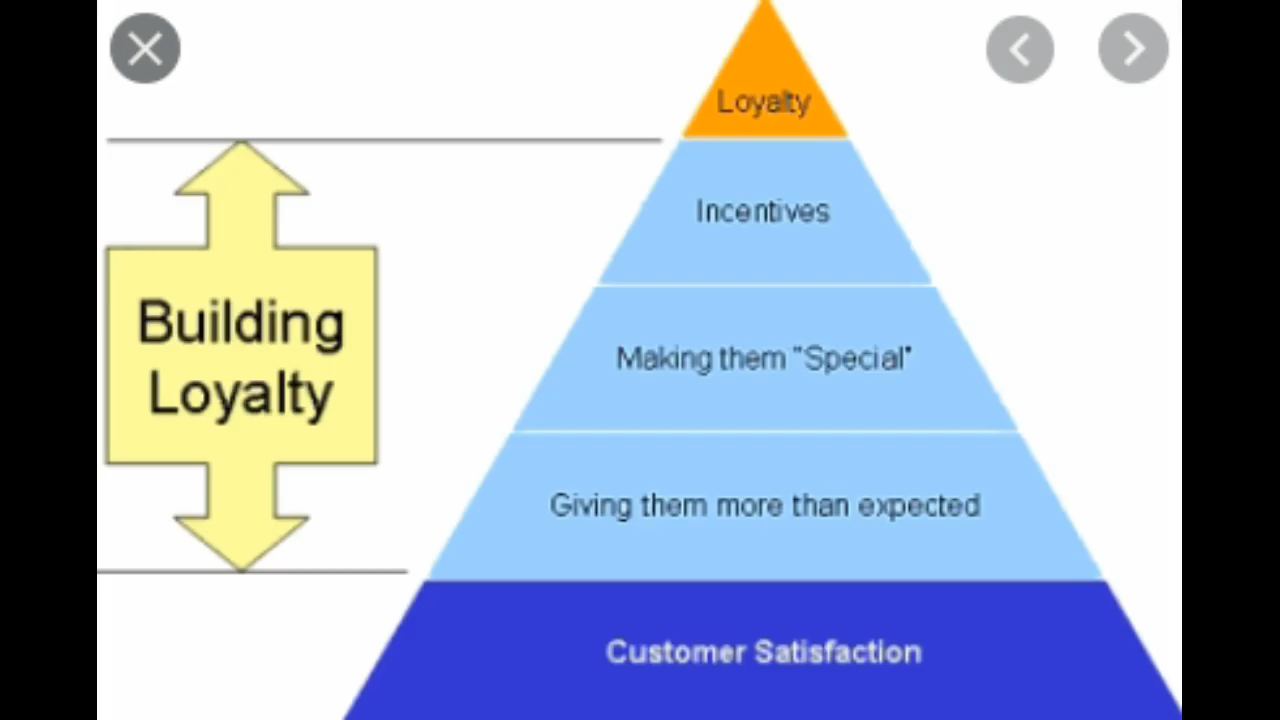 Loyalty
Incentives
Making them "Special"
Giving them more than expected
Customer Satisfaction
Building
Loyalty